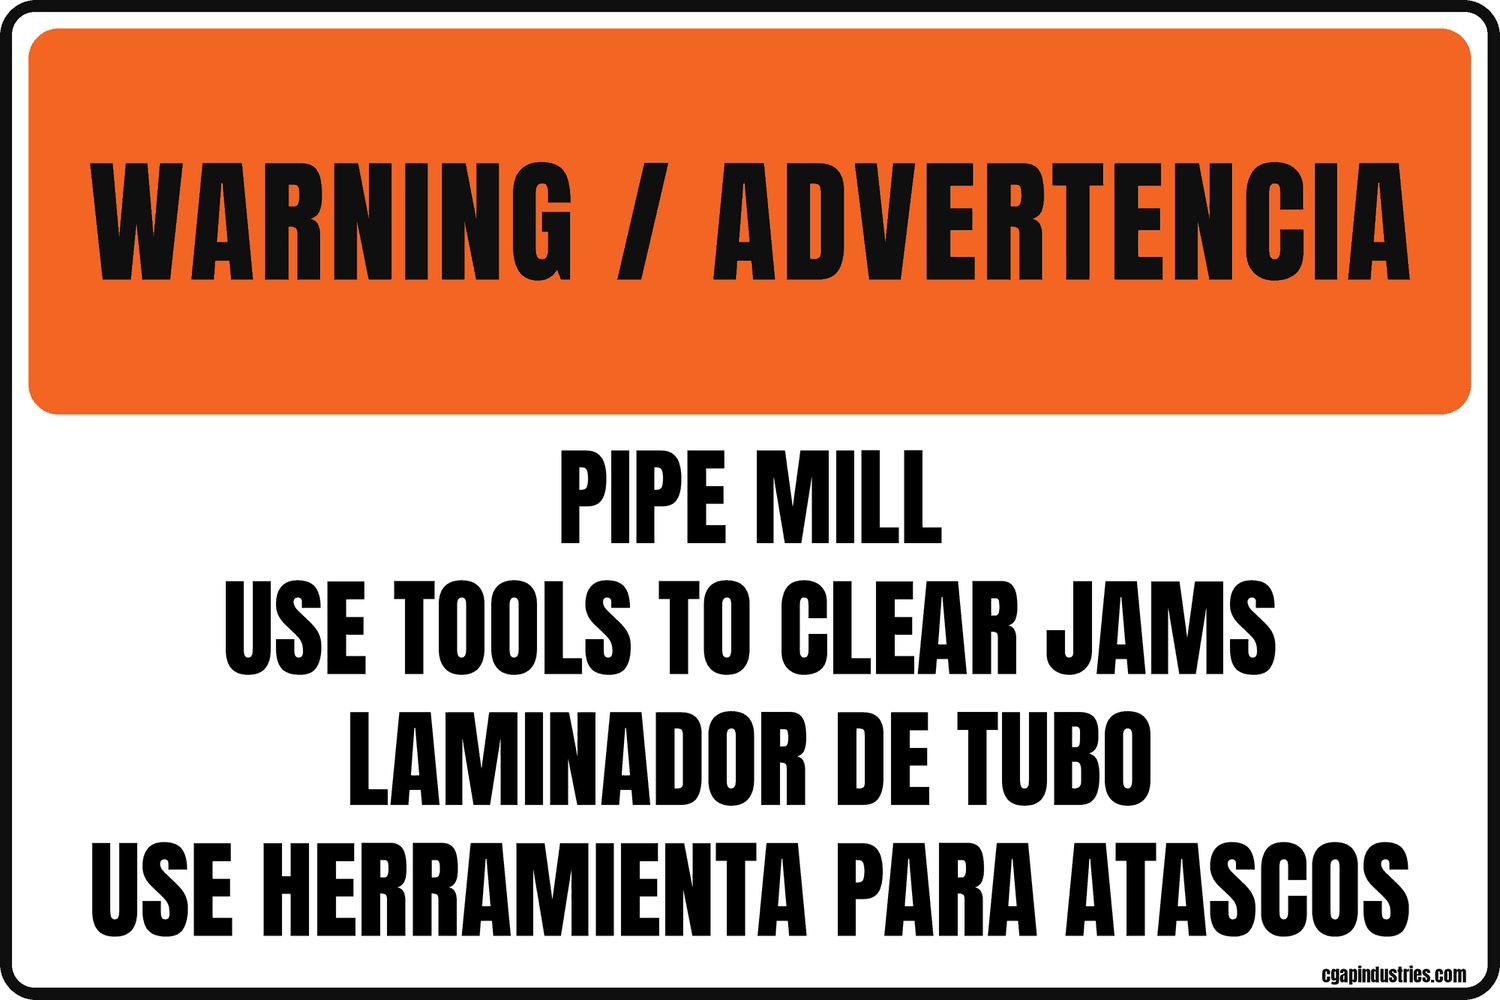 WARNING / ADVERTENCIA
PIPE MILL
USE TOOLS TO CLEAR JAMS
LAMINADOR DE TUBO
USE HERRAMIENTA PARA ATASCOS
cgapindustries.com